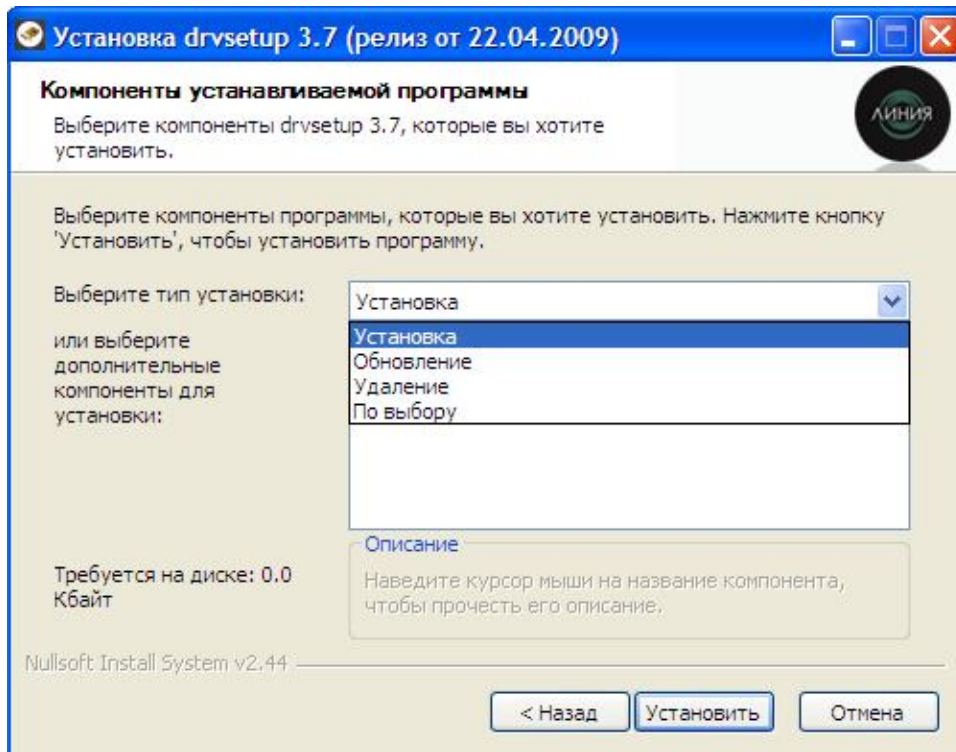 Установка drvsetup 3.7 (релиз от 22.04.2009)
Компоненты устанавливаемой программы
Выберите компоненты drvsetup 3.7, которые вы хотите
установить.
ЛИНИЯ
Выберите компоненты программы, которые вы хотите установить. Нажмите кнопку
'Установить', чтобы установить программу.
Выберите тип установки:
Установка
или выберите
дополнительные
компоненты для
установки:
Установка
Обновление
Удаление
По выбору
Требуется на диске: 0.0
Кбайт
Описание
Наведите курсор мыши на название компонента,
чтобы прочесть его описание.
Nullsoft Install System v2.44
< Назад
Установить
Отмена